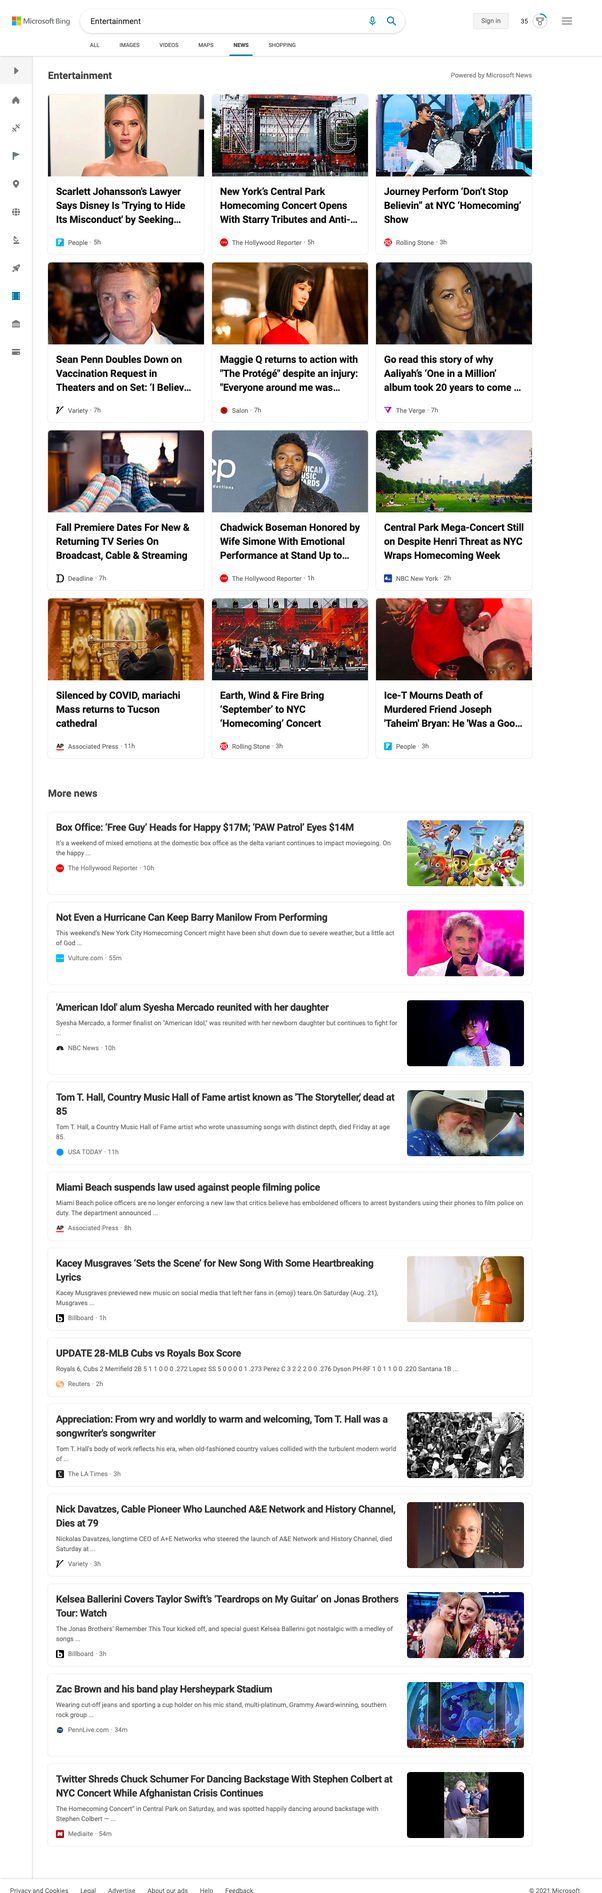 Microsoft Bing
Entertainment
Sign in
35
ALL
IMAGES
VIDEOS
MAPS
NEWS
SHOPPING
Entertainment
Powered by Microsoft News
Scarlett Johansson's Lawyer
Says Disney Is 'Trying to Hide
Its Misconduct' by Seeking...
People · 5h
NYC
New York's Central Park
Homecoming Concert Opens
With Starry Tributes and Anti-...
The Hollywood Reporter · 5h
Journey Perform ‘Don’t Stop
Believin’” at NYC ‘Homecoming’
Show
Rolling Stone · 3h
Sean Penn Doubles Down on
Vaccination Request in
Theaters and on Set: ‘I Believ...
Variety · 7h
Maggie Q returns to action with
"The Protégé" despite an injury:
"Everyone around me was...
Salon · 7h
Go read this story of why
Aaliyah’s ‘One in a Million’
album took 20 years to come ...
The Verge · 7h
Fall Premiere Dates For New &
Returning TV Series On
Broadcast, Cable & Streaming
Deadline · 7h
Chadwick Boseman Honored by
Wife Simone With Emotional
Performance at Stand Up to...
The Hollywood Reporter · 1h
Central Park Mega-Concert Still
on Despite Henri Threat as NYC
Wraps Homecoming Week
NBC New York · 2h
Silenced by COVID, mariachi
Mass returns to Tucson
cathedral
AP Associated Press · 11h
Earth, Wind & Fire Bring
‘September’ to NYC
‘Homecoming’ Concert
Rolling Stone · 3h
Ice-T Mourns Death of
Murdered Friend Joseph
'Taheim' Bryan: He 'Was a Goo...
People · 3h
More news
Box Office: ‘Free Guy’ Heads for Happy $17M; ‘PAW Patrol’ Eyes $14M
It's a weekend of mixed emotions at the domestic box office as the delta variant continues to impact moviegoing. On
the happy ...
The Hollywood Reporter · 10h
Not Even a Hurricane Can Keep Barry Manilow From Performing
This weekend's New York City Homecoming Concert might have been shut down due to severe weather, but a little act
of God ...
Vulture.com · 55m
'American Idol' alum Syesha Mercado reunited with her daughter
Syesha Mercado, a former finalist on "American Idol," was reunited with her newborn daughter but continues to fight for
...
NBC News · 10h
Tom T. Hall, Country Music Hall of Fame artist known as 'The Storyteller,' dead at
85
Tom T. Hall, a Country Music Hall of Fame artist who wrote unassuming songs with distinct depth, died Friday at age
85.
USA TODAY · 11h
Miami Beach suspends law used against people filming police
Miami Beach police officers are no longer enforcing a new law that critics believe has emboldened officers to arrest bystanders using their phones to film police on
duty. The department announced ...
AP Associated Press · 8h
Kacey Musgraves ‘Sets the Scene’ for New Song With Some Heartbreaking
Lyrics
Kacey Musgraves previewed new music on social media that left her fans in (emoji) tears.On Saturday (Aug. 21),
Musgraves ...
Billboard · 1h
UPDATE 28-MLB Cubs vs Royals Box Score
Royals 6, Cubs 2 Merrifield 2B 5 1 1 0 0 0 .272 Lopez SS 5 0 0 0 0 1 .273 Perez C 3 2 2 2 0 0 .276 Dyson PH-RF 1 0 1 1 0 0 .220 Santana 1B ...
Reuters · 2h
Appreciation: From wry and worldly to warm and welcoming, Tom T. Hall was a
songwriter's songwriter
Tom T. Hall's body of work reflects his era, when old-fashioned country values collided with the turbulent modern world
of ...
The LA Times · 3h
Nick Davatzes, Cable Pioneer Who Launched A&E Network and History Channel,
Dies at 79
Nickolas Davatzes, longtime CEO of A+E Networks who steered the launch of A&E Network and History Channel, died
Saturday at ...
Variety · 3h
Kelsea Ballerini Covers Taylor Swift’s ‘Teardrops on My Guitar’ on Jonas Brothers
Tour: Watch
The Jonas Brothers' Remember This Tour kicked off, and special guest Kelsea Ballerini got nostalgic with a medley of
songs ...
Billboard · 3h
Zac Brown and his band play Hersheypark Stadium
Wearing cut-off jeans and sporting a cup holder on his mic stand, multi-platinum, Grammy Award-winning, southern
rock group ...
PennLive.com · 34m
Twitter Shreds Chuck Schumer For Dancing Backstage With Stephen Colbert at
NYC Concert While Afghanistan Crisis Continues
The Homecoming Concert" in Central Park on Saturday, and was spotted happily dancing around backstage with
Stephen Colbert — ...
Mediaite · 54m
Privacy and Cookies
Legal
Advertise
About our ads
Help
Feedback
© 2021 Microsoft